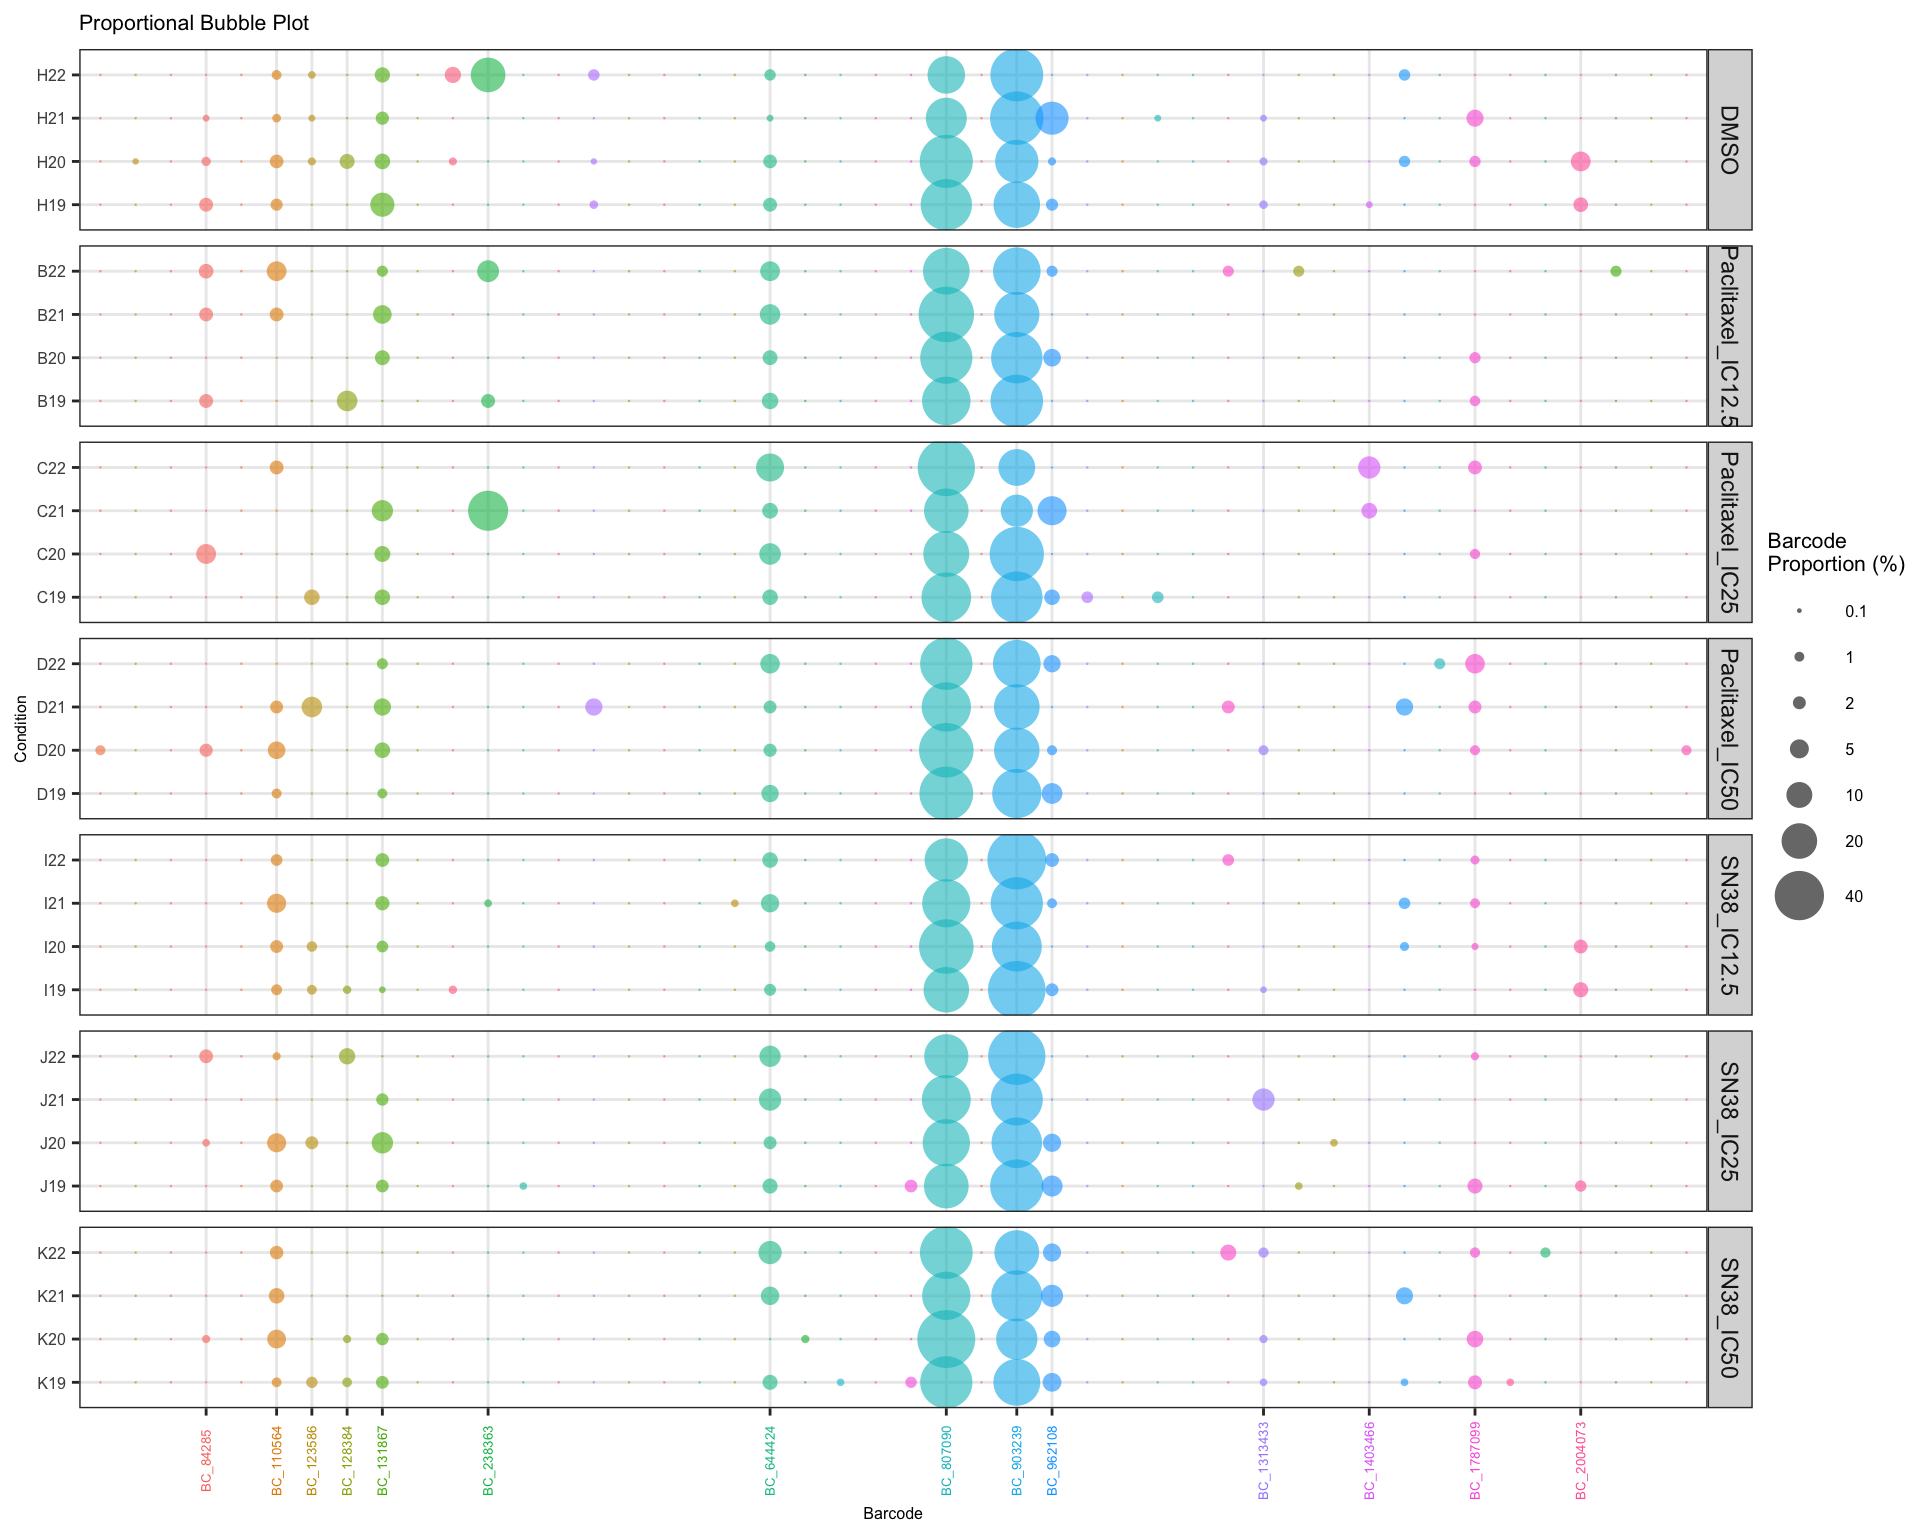 Proportional Bubble Plot
H22
H21
H20
H19
DMSO
B22
B21
B20
B19
Paclitaxel_IC12.5
C22
C21
C20
C19
Paclitaxel_IC25
D22
D21
D20
D19
Paclitaxel_IC50
I22
I21
I20
I19
SN38_IC12.5
J22
J21
J20
J19
SN38_IC25
K22
K21
K20
K19
SN38_IC50
Condition
BC_84285
BC_110564
BC_123586
BC_128384
BC_131867
BC_238363
BC_644424
BC_807090
BC_903239
BC_962108
BC_1313433
BC_1403466
BC_1787099
BC_2004073
Barcode
Barcode
Proportion (%)
0.1
1
2
5
10
20
40